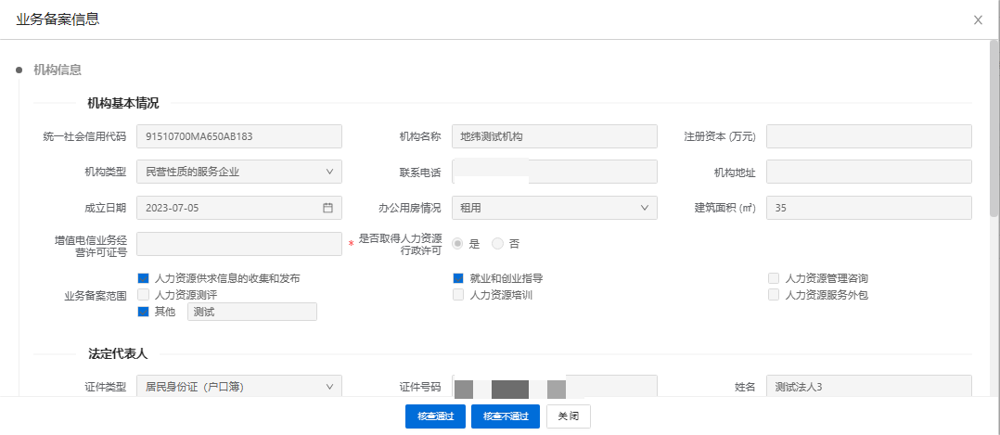 业务备案信息
机构信息
机构基本情况
统一社会信用代码 91510700MA650AB183 机构名称 地纬测试机构 注册资本 (万元)
机构类型 民营性质的服务企业 联系电话 机构地址
成立日期 2023-07-05 办公用房情况 租用 建筑面积 (㎡) 35
增值电信业务经营许可证号 * 是否取得人力资源行政许可 是 否
业务备案范围
人力资源供求信息的收集和发布 就业和创业指导 人力资源管理咨询
人力资源测评 人力资源培训 人力资源服务外包
其他 测试
法定代表人
证件类型 居民身份证（户口簿） 证件号码 姓名 测试法人3
核查通过 核查不通过 关 闭